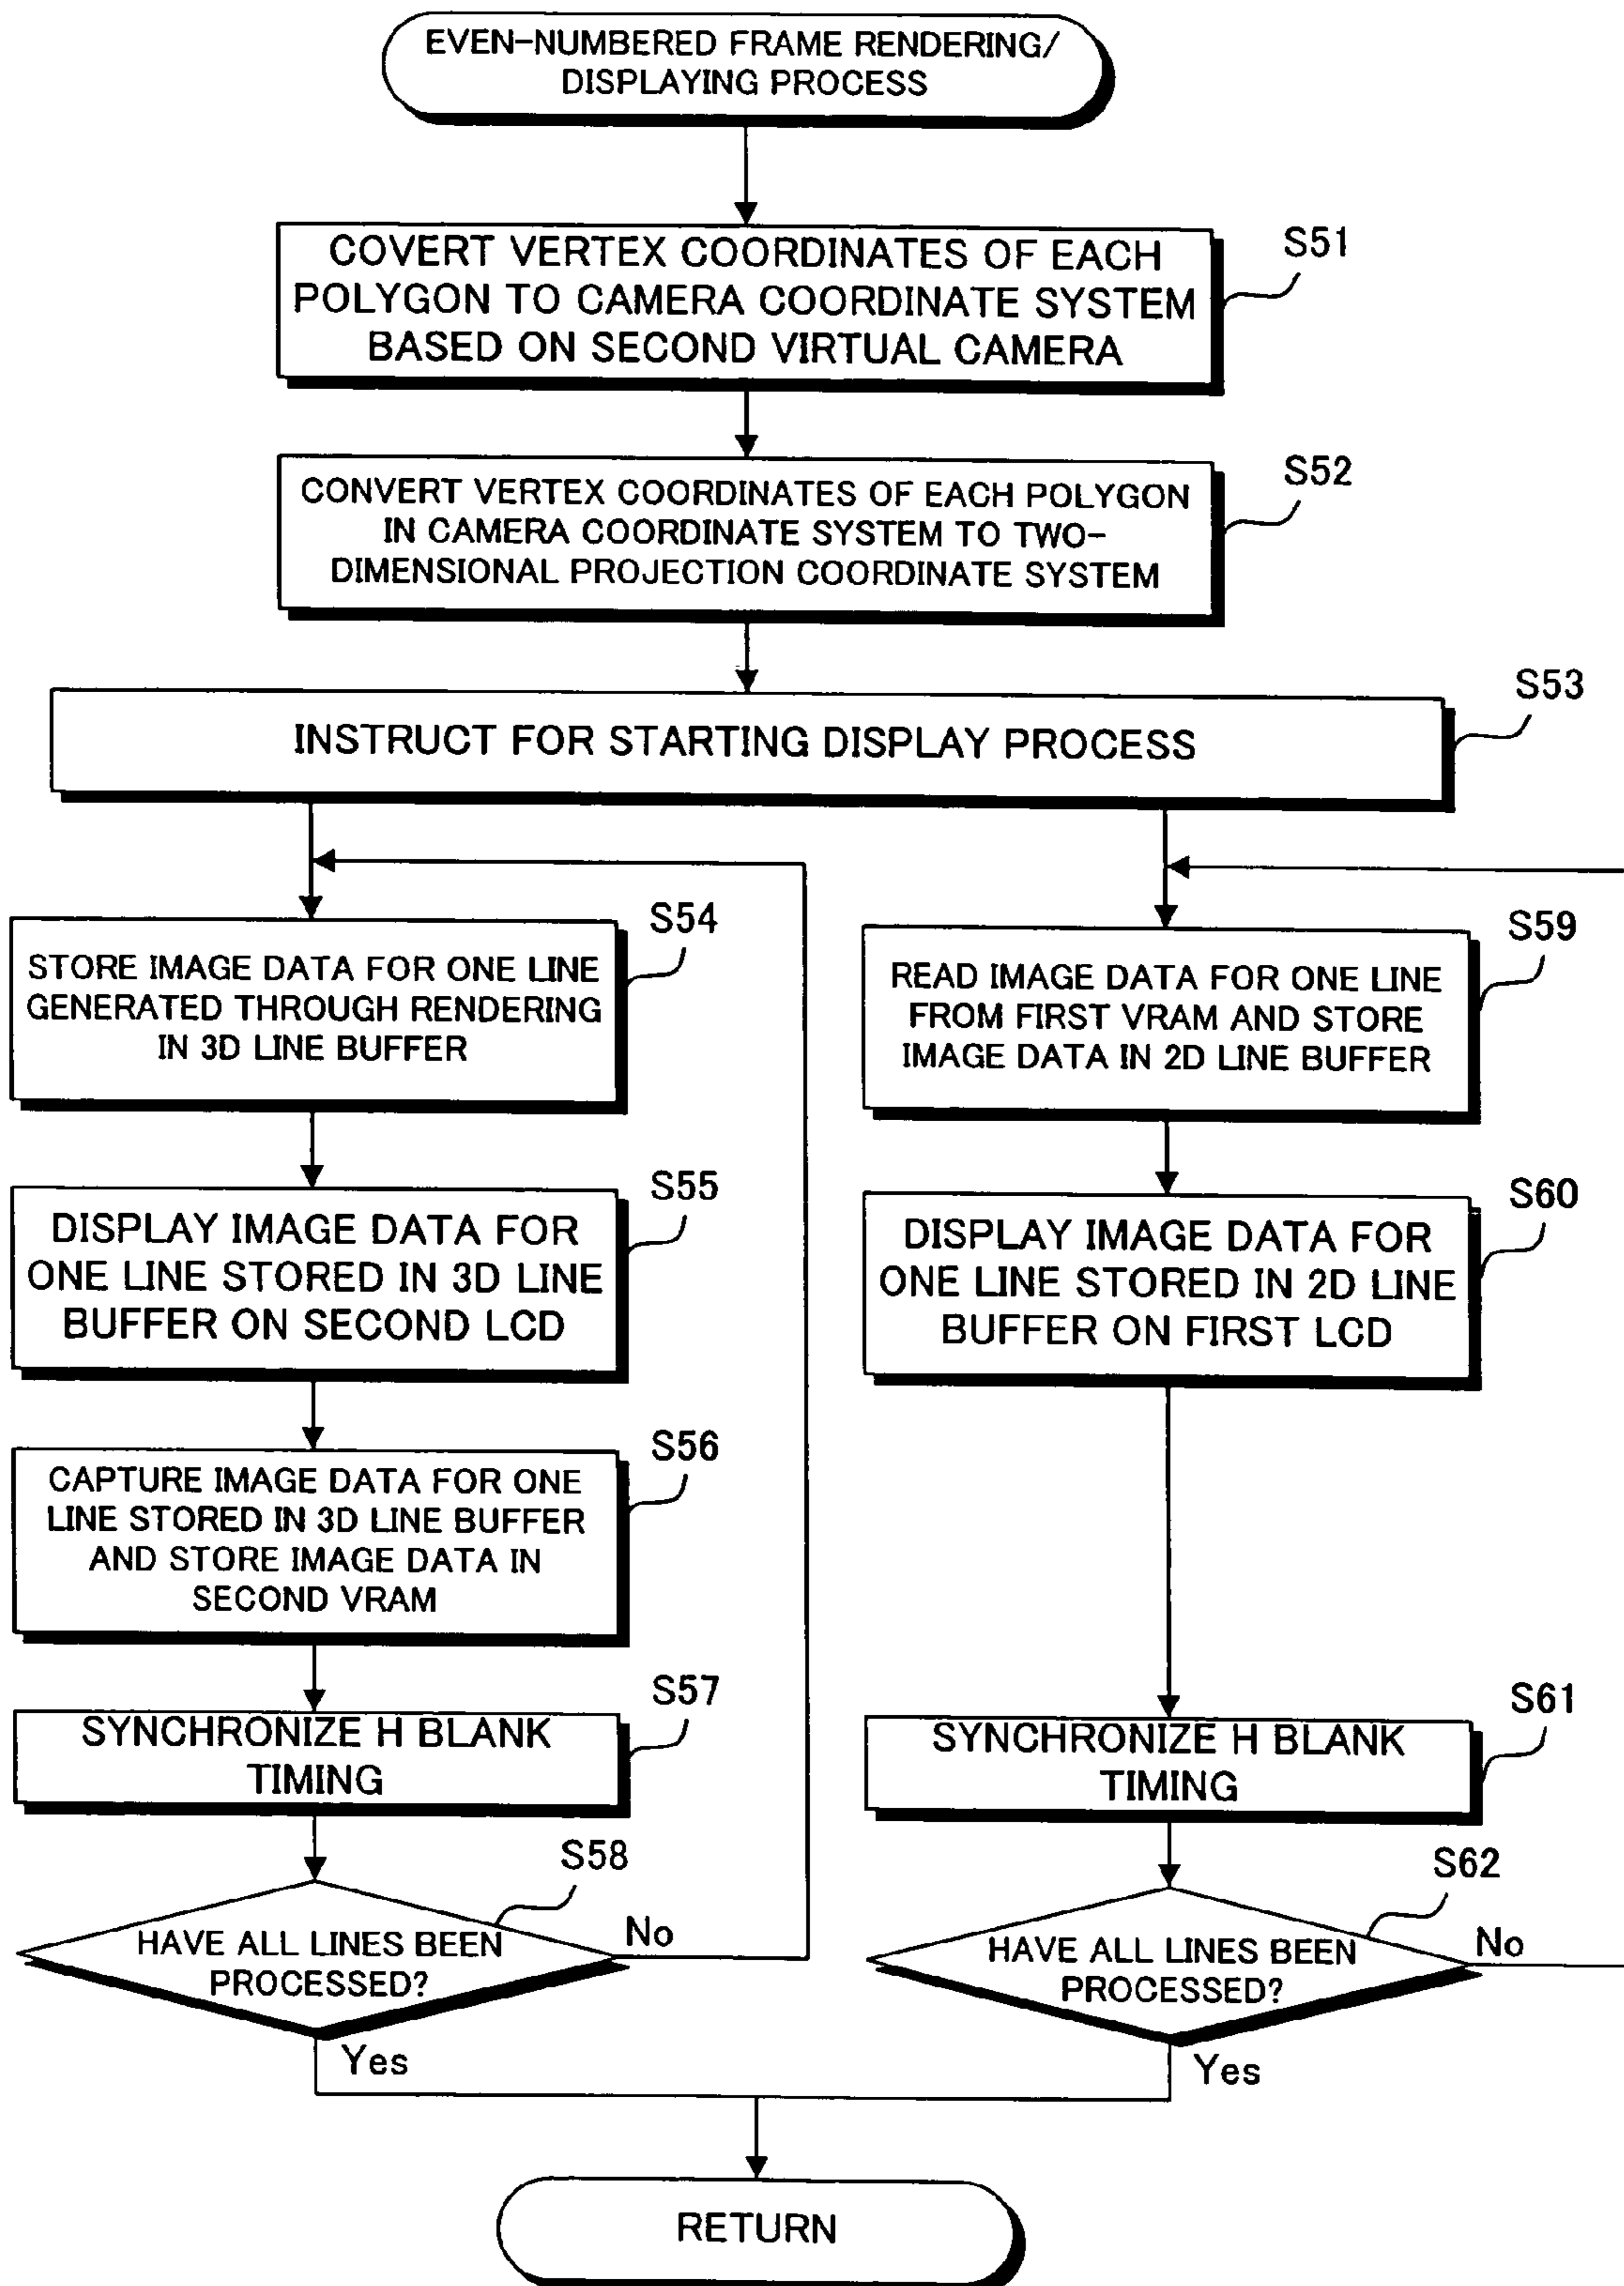 EVEN-NUMBERED FRAME RENDERING/
DISPLAYING PROCESS
COVERT VERTEX COORDINATES OF EACH
POLYGON TO CAMERA COORDINATE SYSTEM
BASED ON SECOND VIRTUAL CAMERA
S51
CONVERT VERTEX COORDINATES OF EACH POLYGON
IN CAMERA COORDINATE SYSTEM TO TWO-
DIMENSIONAL PROJECTION COORDINATE SYSTEM
S52
INSTRUCT FOR STARTING DISPLAY PROCESS
S53
STORE IMAGE DATA FOR ONE LINE
GENERATED THROUGH RENDERING
IN 3D LINE BUFFER
S54
DISPLAY IMAGE DATA FOR
ONE LINE STORED IN 3D LINE
BUFFER ON SECOND LCD
S55
CAPTURE IMAGE DATA FOR ONE
LINE STORED IN 3D LINE BUFFER
AND STORE IMAGE DATA IN
SECOND VRAM
S56
SYNCHRONIZE H BLANK
TIMING
S57
HAVE ALL LINES BEEN
PROCESSED?
S58
No
Yes
READ IMAGE DATA FOR ONE LINE
FROM FIRST VRAM AND STORE
IMAGE DATA IN 2D LINE BUFFER
S59
DISPLAY IMAGE DATA FOR
ONE LINE STORED IN 2D LINE
BUFFER ON FIRST LCD
S60
SYNCHRONIZE H BLANK
TIMING
S61
HAVE ALL LINES BEEN
PROCESSED?
S62
No
Yes
RETURN